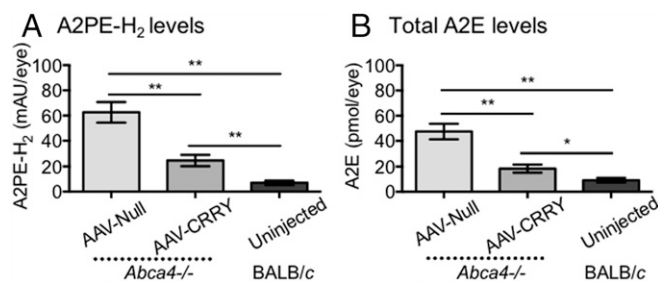 A A2PE-H₂ levels
A2PE-H₂ (mAU/eye)
100
80
60
40
20
0
**
**
**
AAV-Null
AAV-CRRY
Uninjected
Abca4-/-
BALB/c
B Total A2E levels
A2E (pmol/eye)
100
80
60
40
20
0
**
**
*
AAV-Null
AAV-CRRY
Uninjected
Abca4-/-
BALB/c